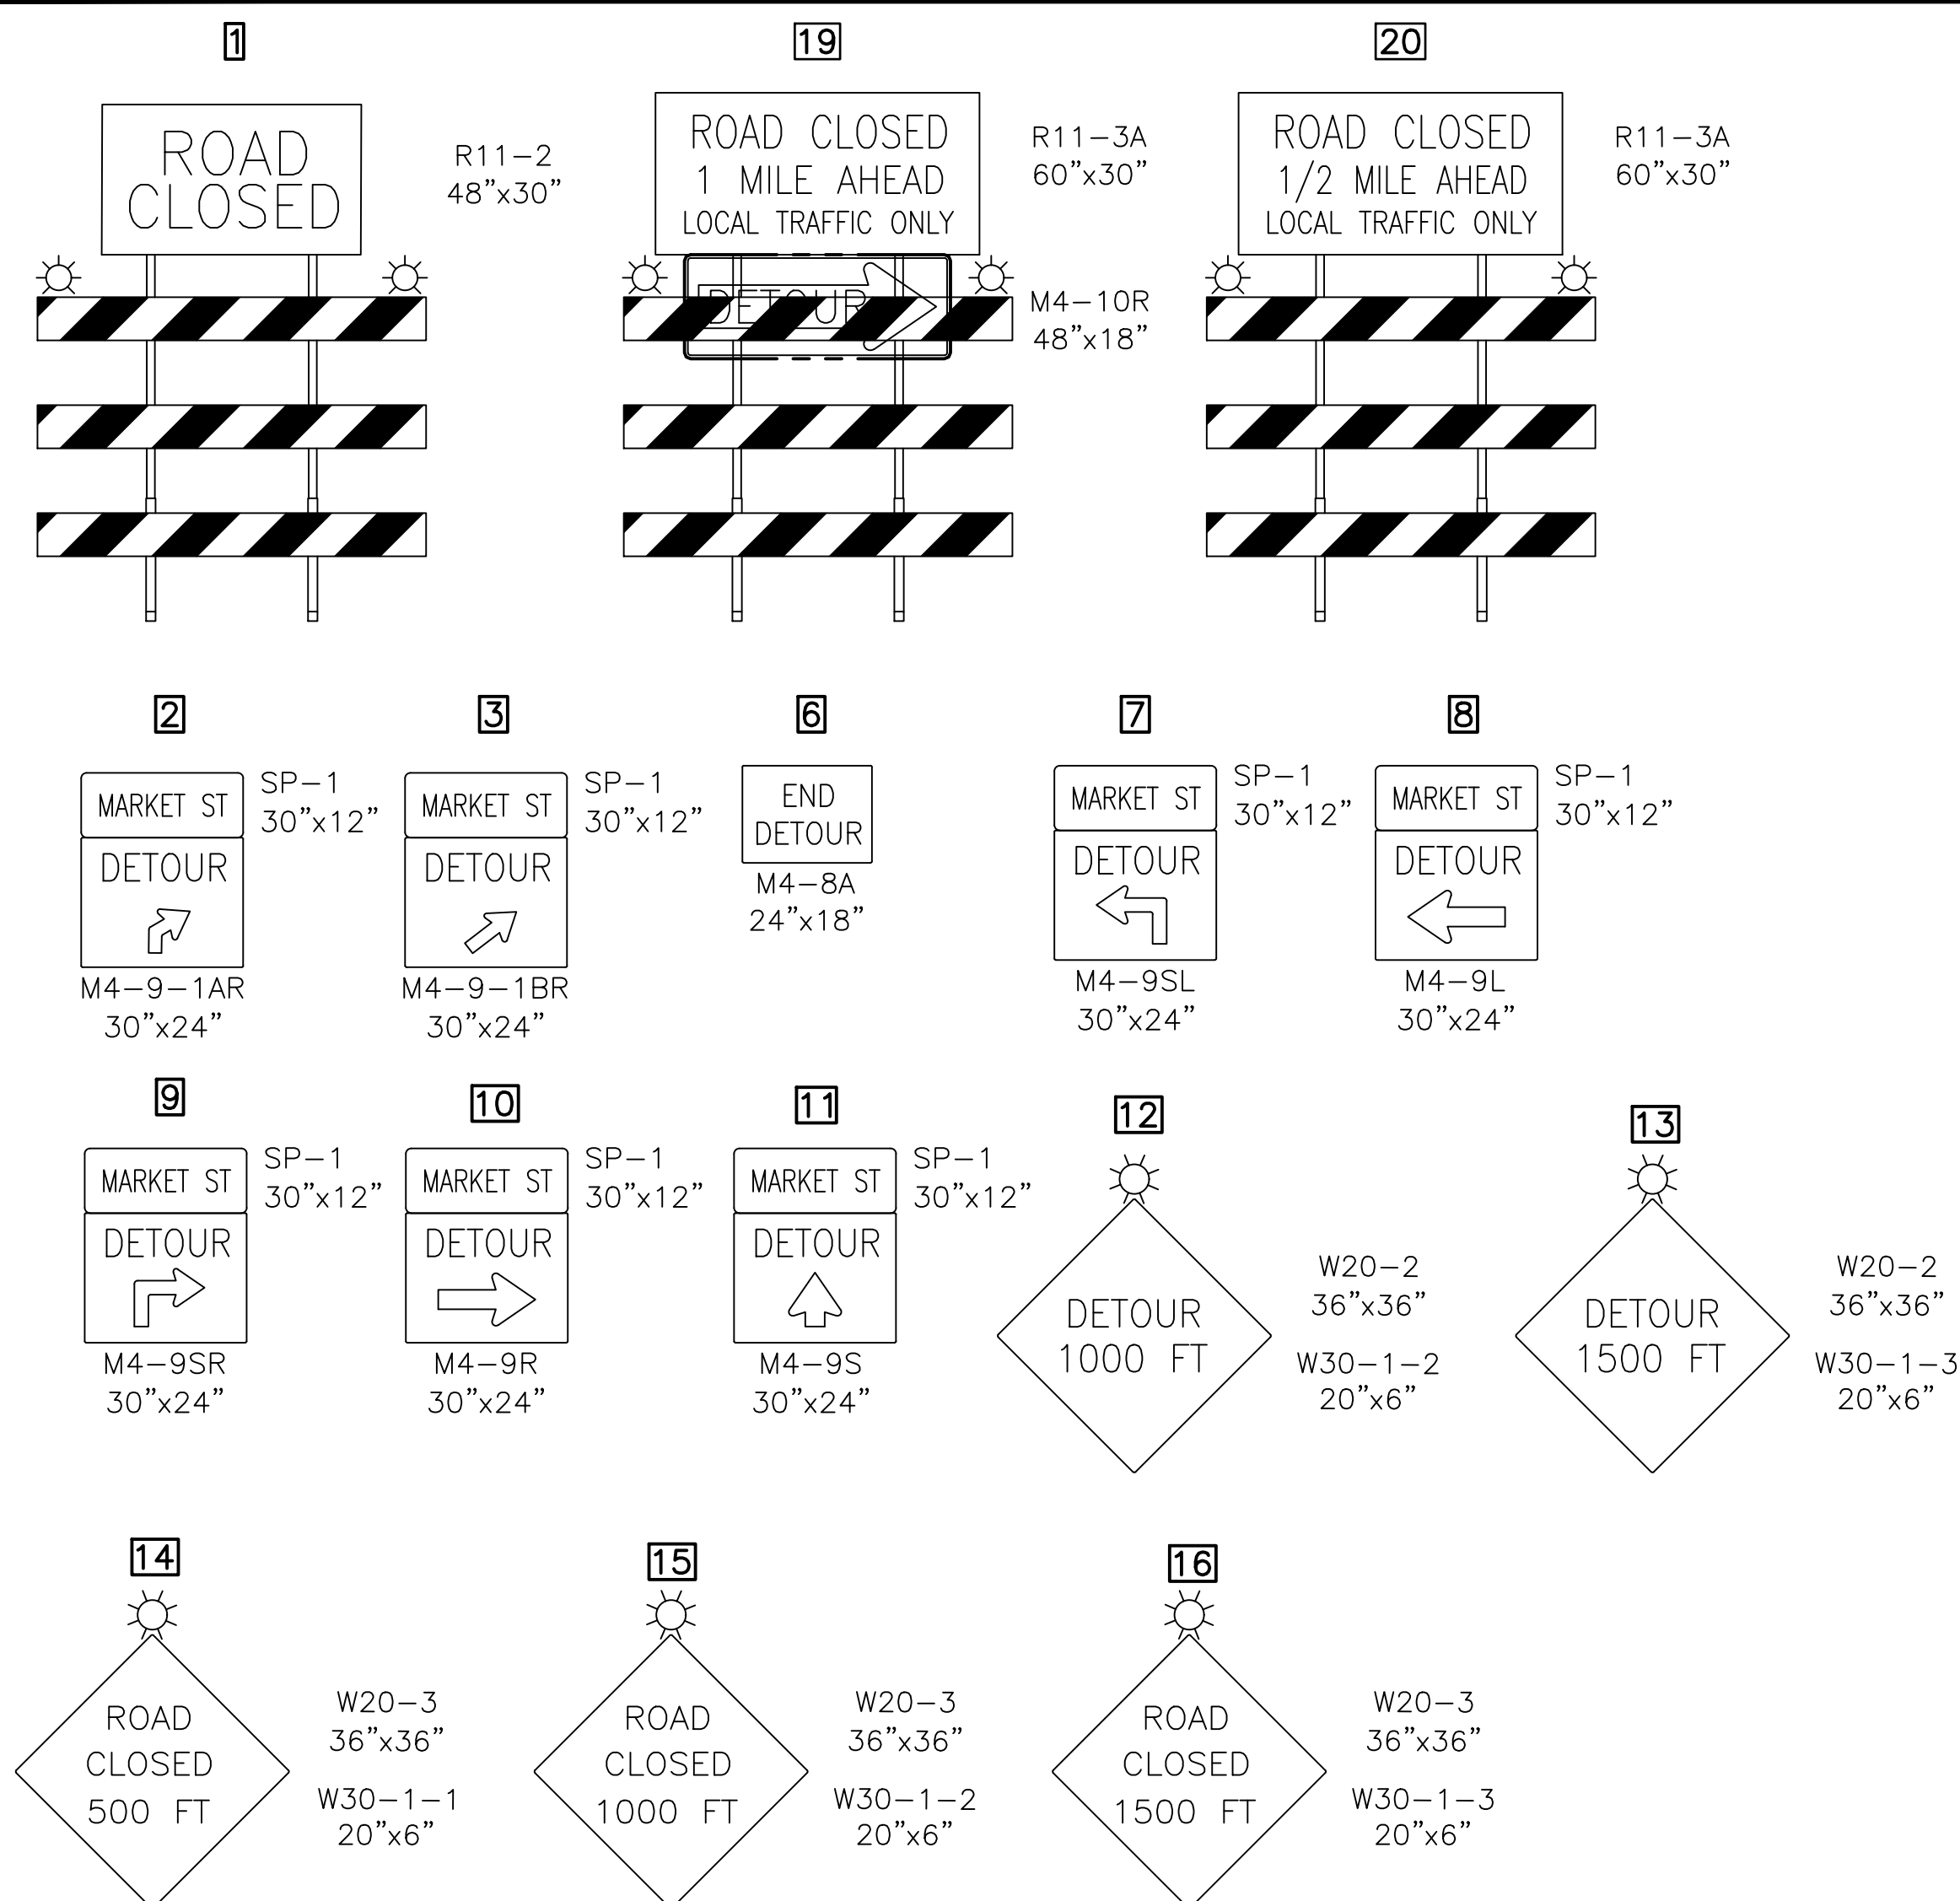 1
ROAD
CLOSED
R11-2
48"x30"
19
ROAD CLOSED
1 MILE AHEAD
LOCAL TRAFFIC ONLY
R11-3A
60"x30"
DETOUR
M4-10R
48"x18"
20
ROAD CLOSED
1/2 MILE AHEAD
LOCAL TRAFFIC ONLY
R11-3A
60"x30"
2
MARKET ST
SP-1
30"x12"
DETOUR
M4-9-1AR
30"x24"
3
MARKET ST
SP-1
30"x12"
DETOUR
M4-9-1BR
30"x24"
6
END
DETOUR
M4-8A
24"x18"
7
MARKET ST
SP-1
30"x12"
DETOUR
M4-9SL
30"x24"
8
MARKET ST
SP-1
30"x12"
DETOUR
M4-9L
30"x24"
9
MARKET ST
SP-1
30"x12"
DETOUR
M4-9SR
30"x24"
10
MARKET ST
SP-1
30"x12"
DETOUR
M4-9R
30"x24"
11
MARKET ST
SP-1
30"x12"
DETOUR
M4-9S
30"x24"
12
DETOUR
1000 FT
W20-2
36"x36"
W30-1-2
20"x6"
13
DETOUR
1500 FT
W20-2
36"x36"
W30-1-3
20"x6"
14
ROAD
CLOSED
500 FT
W20-3
36"x36"
W30-1-1
20"x6"
15
ROAD
CLOSED
1000 FT
W20-3
36"x36"
W30-1-2
20"x6"
16
ROAD
CLOSED
1500 FT
W20-3
36"x36"
W30-1-3
20"x6"